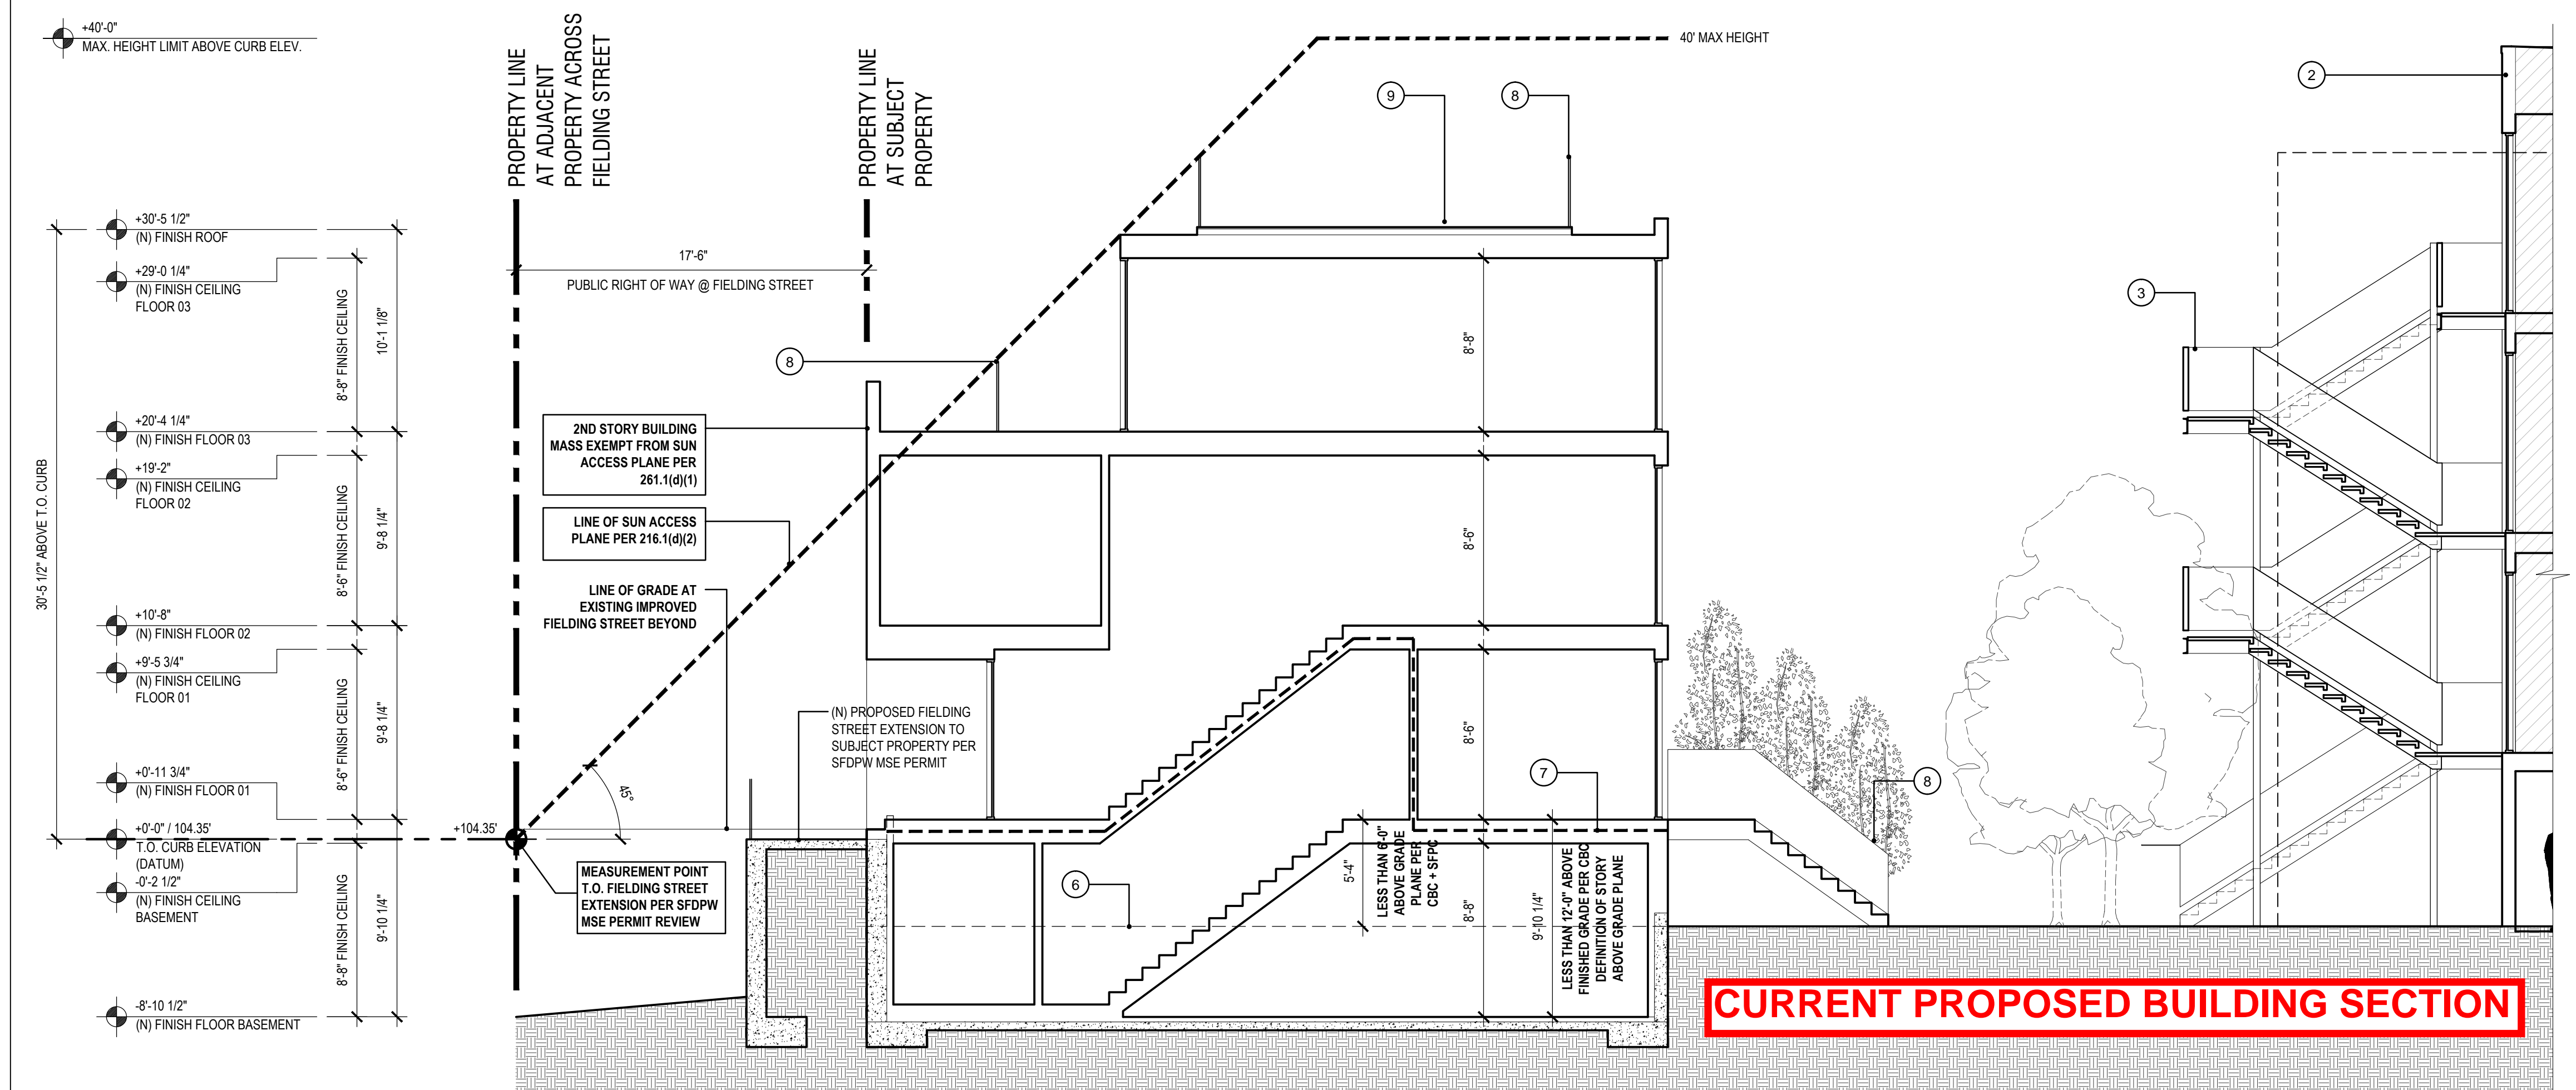 +40'-0"
MAX. HEIGHT LIMIT ABOVE CURB ELEV.
PROPERTY LINE
AT ADJACENT
PROPERTY ACROSS
FIELDING STREET
PROPERTY LINE
AT SUBJECT
PROPERTY
40' MAX HEIGHT
9
8
2
3
+30'-5 1/2"
(N) FINISH ROOF
+29'-0 1/4"
(N) FINISH CEILING
FLOOR 03
+20'-4 1/4"
(N) FINISH FLOOR 03
+19'-2"
(N) FINISH CEILING
FLOOR 02
+10'-8"
(N) FINISH FLOOR 02
+9'-5 3/4"
(N) FINISH CEILING
FLOOR 01
+0'-11 3/4"
(N) FINISH FLOOR 01
+0'-0" / 104.35'
T.O. CURB ELEVATION
(DATUM)
-0'-2 1/2"
(N) FINISH CEILING
BASEMENT
-8'-10 1/2"
(N) FINISH FLOOR BASEMENT
30'-5 1/2" ABOVE T.O. CURB
8'-8" FINISH CEILING
10'-1 1/8"
8'-6" FINISH CEILING
9'-8 1/4"
8'-6" FINISH CEILING
9'-8 1/4"
8'-8" FINISH CEILING
9'-10 1/4"
17'-6"
PUBLIC RIGHT OF WAY @ FIELDING STREET
8
2ND STORY BUILDING
MASS EXEMPT FROM SUN
ACCESS PLANE PER
261.1(d)(1)
LINE OF SUN ACCESS
PLANE PER 216.1(d)(2)
LINE OF GRADE AT
EXISTING IMPROVED
FIELDING STREET BEYOND
(N) PROPOSED FIELDING
STREET EXTENSION TO
SUBJECT PROPERTY PER
SFDPW MSE PERMIT
45°
+104.35'
MEASUREMENT POINT
T.O. FIELDING STREET
EXTENSION PER SFDPW
MSE PERMIT REVIEW
8'-8"
8'-6"
8'-6"
7
8
6
5'-4"
LESS THAN 6'-0"
ABOVE GRADE
PLANE PER
CBC + SFPC
8'-8"
9'-10 1/4"
LESS THAN 12'-0" ABOVE
FINISHED GRADE PER CBC
DEFINITION OF STORY
ABOVE GRADE PLANE
CURRENT PROPOSED BUILDING SECTION